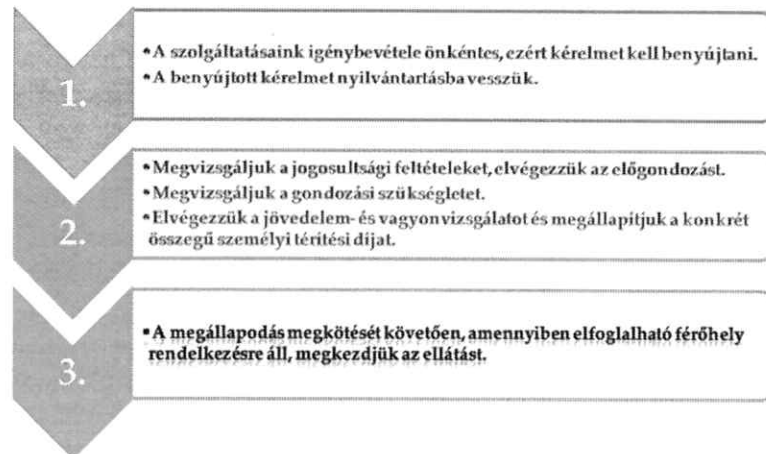 1.
▪A szolgáltatásaink igénybevétele önkéntes, ezért kérelmet kell benyújtani.
▪A benyújtott kérelmet nyilvántartásba vesszük.
2.
▪Megvizsgáljuk a jogosultsági feltételeket, elvégezzük az előgondozást.
▪Megvizsgáljuk a gondozási szükségletet.
▪Elvégezzük a jövedelem- és vagyonvizsgálatot és megállapítjuk a konkrét
összegű személyi térítési díjat.
3.
▪A megállapodás megkötését követően, amennyiben elfoglalható férőhely
rendelkezésre áll, megkezdjük az ellátást.